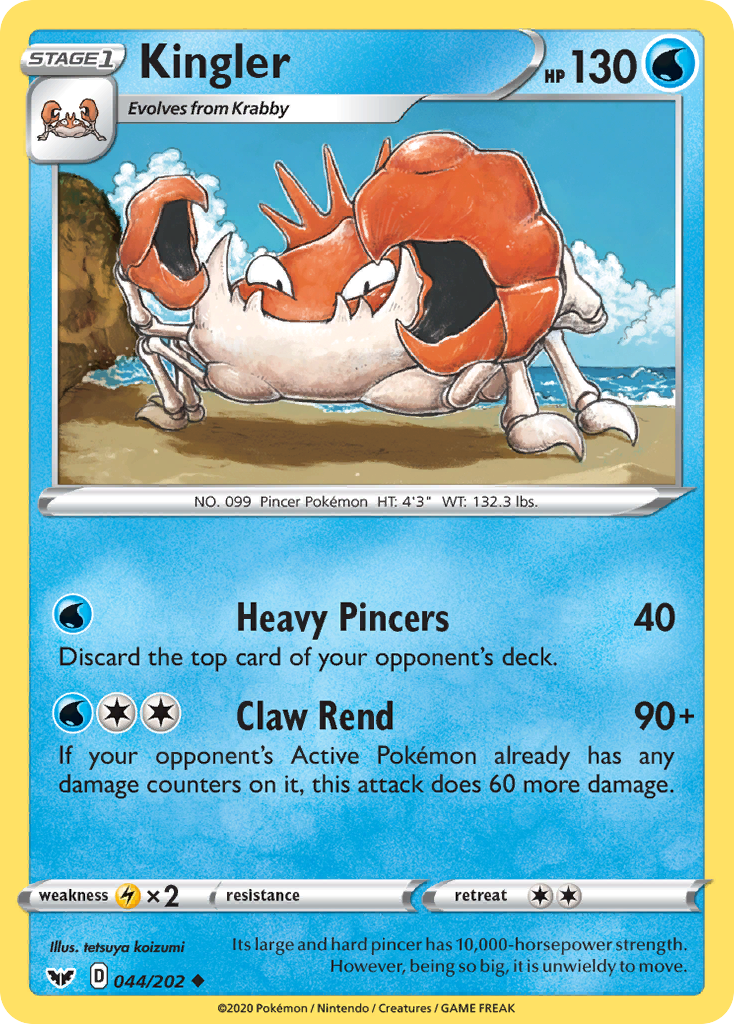 STAGE 1
Kingler
HP 130
Evolves from Krabby
NO. 099 Pincer Pokémon HT: 4'3" WT: 132.3 lbs.
Heavy Pincers 40
Discard the top card of your opponent's deck.
Claw Rend 90+
If your opponent's Active Pokémon already has any
damage counters on it, this attack does 60 more damage.
weakness ×2 resistance retreat
Illus. tetsuya koizumi
Its large and hard pincer has 10,000-horsepower strength.
However, being so big, it is unwieldy to move.
D 044/202
©2020 Pokémon / Nintendo / Creatures / GAME FREAK